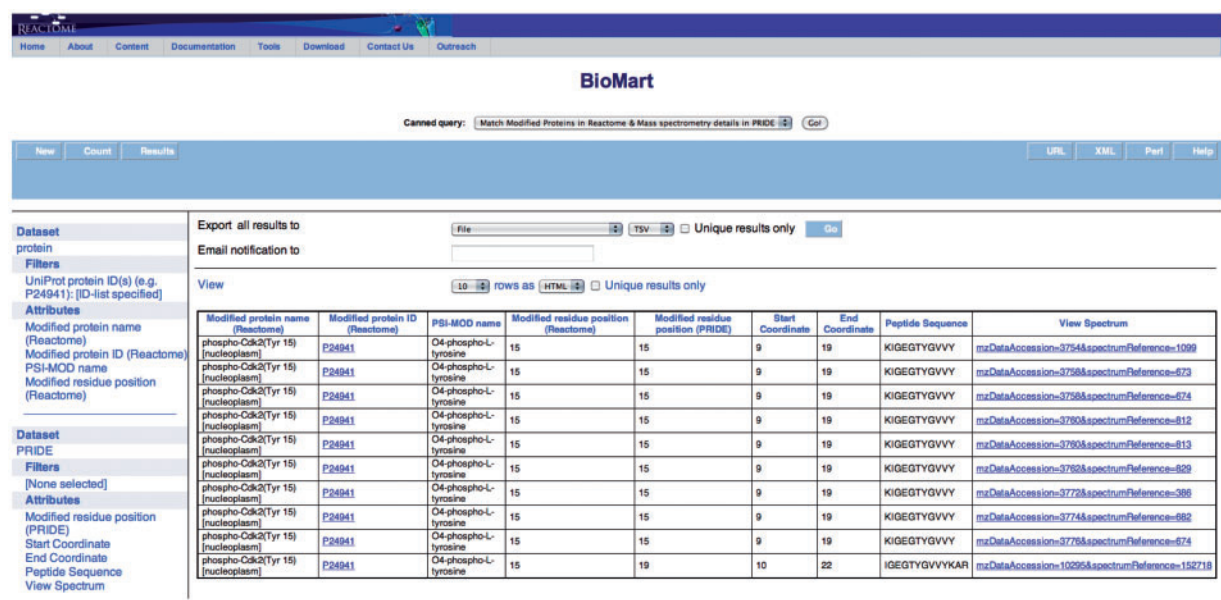 REACTOME
Home About Content Documentation Tools Download Contact Us Outreach
BioMart
Canned query: Match Modified Proteins in Reactome & Mass spectrometry details in PRIDE Go!
New Count Results URL XML Perl Help
Dataset
protein
Filters
UniProt protein ID(s) (e.g.
P24941): [ID-list specified]
Attributes
Modified protein name
(Reactome)
Modified protein ID (Reactome)
PSI-MOD name
Modified residue position
(Reactome)
Dataset
PRIDE
Filters
[None selected]
Attributes
Modified residue position
(PRIDE)
Start Coordinate
End Coordinate
Peptide Sequence
View Spectrum
Export all results to File TSV Unique results only Go
Email notification to
View 10 rows as HTML Unique results only
Modified protein name (Reactome) Modified protein ID (Reactome) PSI-MOD name Modified residue position (Reactome) Modified residue position (PRIDE) Start Coordinate End Coordinate Peptide Sequence View Spectrum
phospho-Cdk2(Tyr 15) [nucleoplasm] P24941 O4-phospho-L-tyrosine 15 15 9 19 KIGEGTYGVVY mzDataAccession=3754&spectrumReference=1099
phospho-Cdk2(Tyr 15) [nucleoplasm] P24941 O4-phospho-L-tyrosine 15 15 9 19 KIGEGTYGVVY mzDataAccession=3758&spectrumReference=673
phospho-Cdk2(Tyr 15) [nucleoplasm] P24941 O4-phospho-L-tyrosine 15 15 9 19 KIGEGTYGVVY mzDataAccession=3758&spectrumReference=674
phospho-Cdk2(Tyr 15) [nucleoplasm] P24941 O4-phospho-L-tyrosine 15 15 9 19 KIGEGTYGVVY mzDataAccession=3760&spectrumReference=812
phospho-Cdk2(Tyr 15) [nucleoplasm] P24941 O4-phospho-L-tyrosine 15 15 9 19 KIGEGTYGVVY mzDataAccession=3760&spectrumReference=813
phospho-Cdk2(Tyr 15) [nucleoplasm] P24941 O4-phospho-L-tyrosine 15 15 9 19 KIGEGTYGVVY mzDataAccession=3762&spectrumReference=829
phospho-Cdk2(Tyr 15) [nucleoplasm] P24941 O4-phospho-L-tyrosine 15 15 9 19 KIGEGTYGVVY mzDataAccession=3772&spectrumReference=386
phospho-Cdk2(Tyr 15) [nucleoplasm] P24941 O4-phospho-L-tyrosine 15 15 9 19 KIGEGTYGVVY mzDataAccession=3774&spectrumReference=682
phospho-Cdk2(Tyr 15) [nucleoplasm] P24941 O4-phospho-L-tyrosine 15 15 9 19 KIGEGTYGVVY mzDataAccession=3776&spectrumReference=674
phospho-Cdk2(Tyr 15) [nucleoplasm] P24941 O4-phospho-L-tyrosine 15 19 10 22 IGEGTYGVVYKAR mzDataAccession=10295&spectrumReference=152718